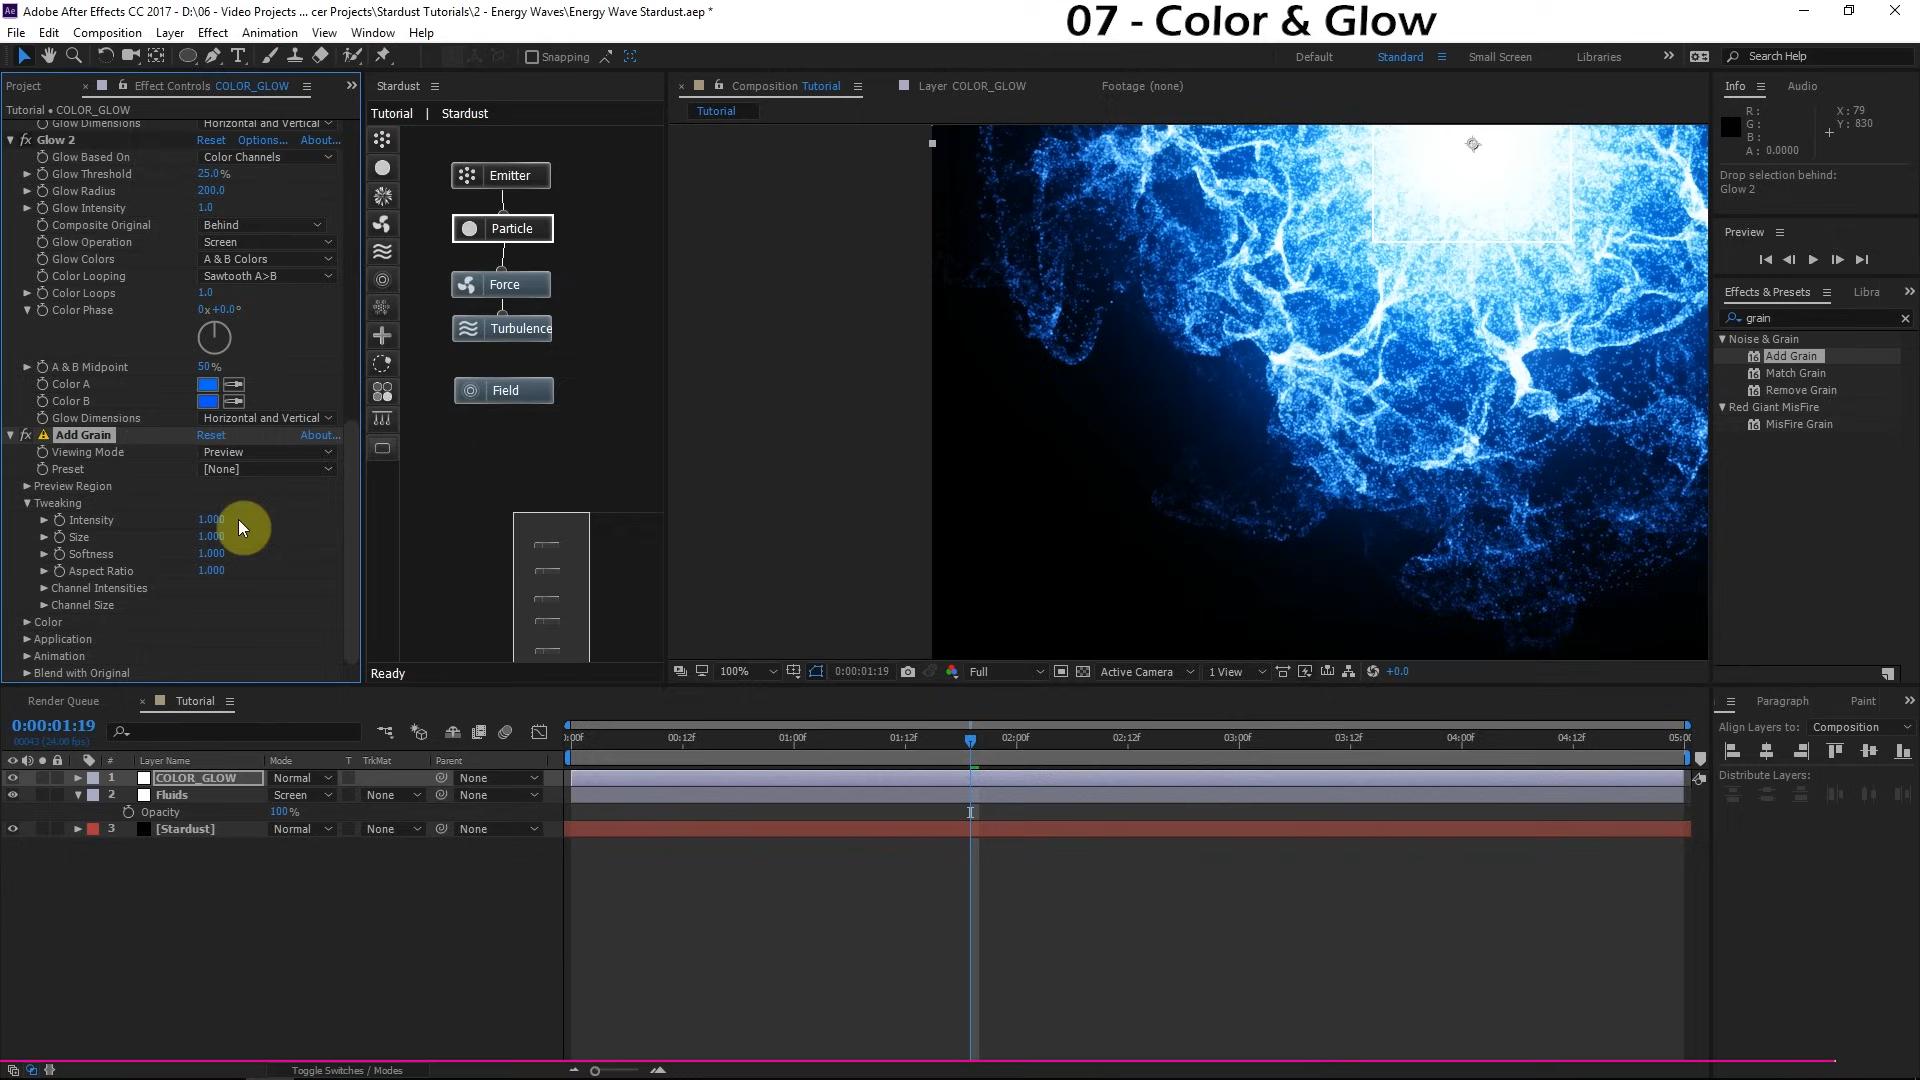 Adobe After Effects CC 2017 - D:\06 - Video Projects ... cer Projects\Stardust Tutorials\2 - Energy Waves\Energy Wave Stardust.aep *
07 - Color & Glow
File Edit Composition Layer Effect Animation View Window Help
Snapping Default Standard Small Screen Libraries Search Help
Project Effect Controls COLOR_GLOW Stardust Composition Tutorial Layer COLOR_GLOW Footage (none) Info Audio
Tutorial • COLOR_GLOW
Tutorial | Stardust
Tutorial
Glow Dimensions Horizontal and Vertical
Glow 2 Reset Options... About...
Glow Based On Color Channels
Glow Threshold 25.0%
Glow Radius 200.0
Glow Intensity 1.0
Composite Original Behind
Glow Operation Screen
Glow Colors A & B Colors
Color Looping Sawtooth A>B
Color Loops 1.0
Color Phase 0x+0.0°
A & B Midpoint 50%
Color A
Color B
Glow Dimensions Horizontal and Vertical
Add Grain Reset About...
Viewing Mode Preview
Preset [None]
Preview Region
Tweaking
Intensity 1.000
Size 1.000
Softness 1.000
Aspect Ratio 1.000
Channel Intensities
Channel Size
Color
Application
Animation
Blend with Original
Emitter
Particle
Force
Turbulence
Field
Ready
100% 0:00:01:19 Full Active Camera 1 View +0.0
R:
G:
B:
A: 0.0000
X: 79
Y: 830
Drop selection behind:
Glow 2
Preview
Effects & Presets Libra
grain
Noise & Grain
Add Grain
Match Grain
Remove Grain
Red Giant MisFire
MisFire Grain
Render Queue Tutorial
0:00:01:19
00043 (24.00 fps)
:00f 00:12f 01:00f 01:12f 02:00f 02:12f 03:00f 03:12f 04:00f 04:12f 05:00
# Layer Name Mode T TrkMat Parent
1 COLOR_GLOW Normal None
2 Fluids Screen None None
Opacity 100%
3 [Stardust] Normal None None
Toggle Switches / Modes
Paragraph Paint
Align Layers to: Composition
Distribute Layers: